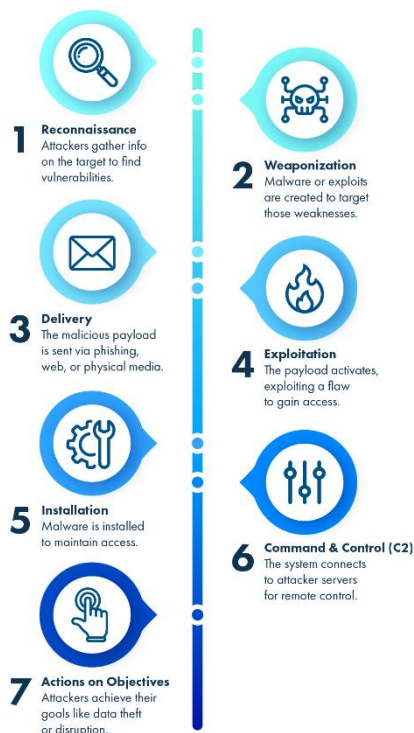 1
Reconnaissance
Attackers gather info
on the target to find
vulnerabilities.
2
Weaponization
Malware or exploits
are created to target
those weaknesses.
3
Delivery
The malicious payload
is sent via phishing,
web, or physical media.
4
Exploitation
The payload activates,
exploiting a flaw
to gain access.
5
Installation
Malware is installed
to maintain access.
6
Command & Control (C2)
The system connects
to attacker servers
for remote control.
7
Actions on Objectives
Attackers achieve their
goals like data theft
or disruption.